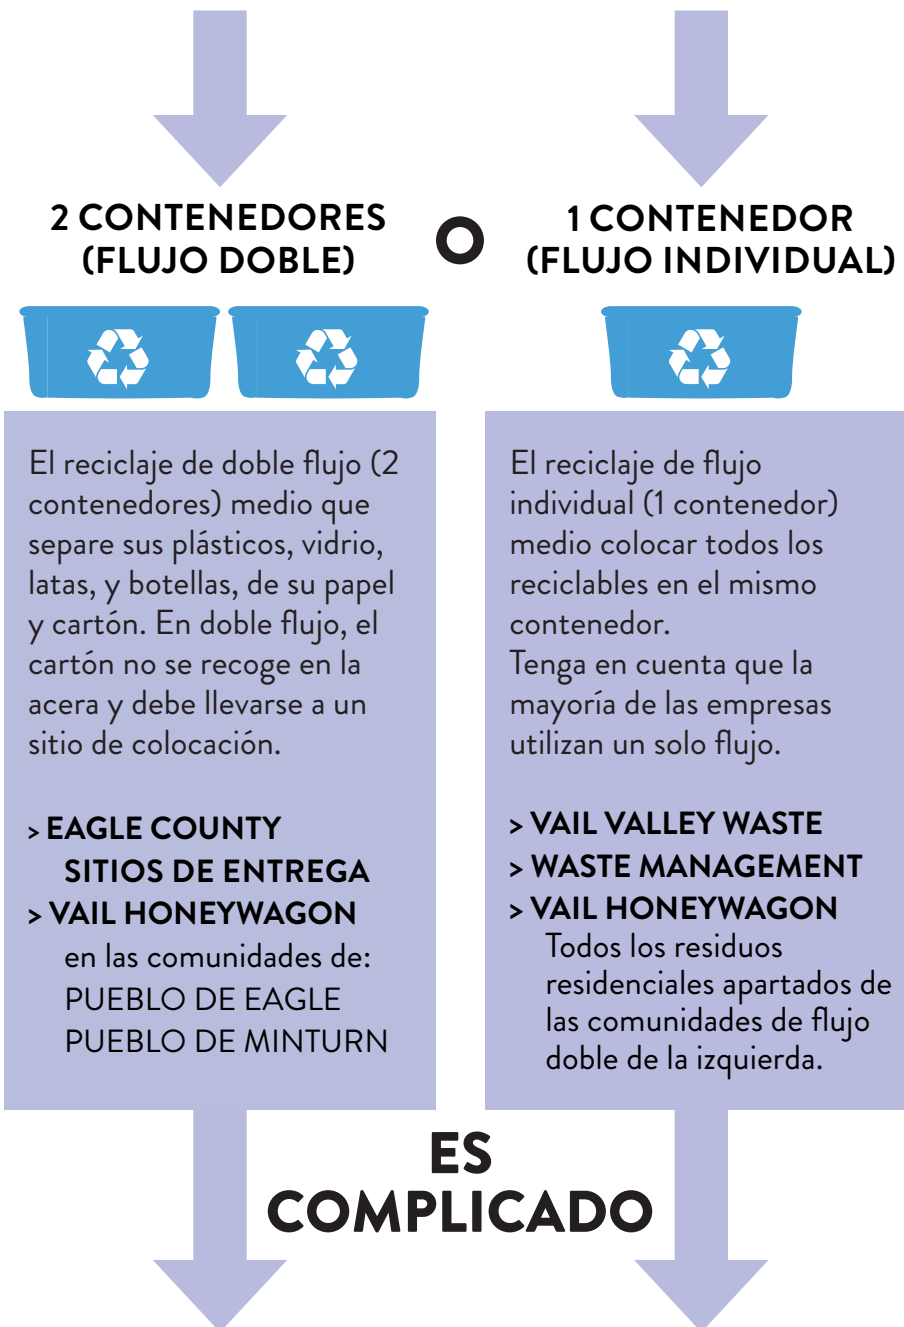 2 CONTENEDORES
(FLUJO DOBLE)
O
1 CONTENEDOR
(FLUJO INDIVIDUAL)
El reciclaje de doble flujo (2
contenedores) medio que
separe sus plásticos, vidrio,
latas, y botellas, de su papel
y cartón. En doble flujo, el
cartón no se recoge en la
acera y debe llevarse a un
sitio de colocación.
> EAGLE COUNTY
SITIOS DE ENTREGA
> VAIL HONEYWAGON
en las comunidades de:
PUEBLO DE EAGLE
PUEBLO DE MINTURN
El reciclaje de flujo
individual (1 contenedor)
medio colocar todos los
reciclables en el mismo
contenedor.
Tenga en cuenta que la
mayoría de las empresas
utilizan un solo flujo.
> VAIL VALLEY WASTE
> WASTE MANAGEMENT
> VAIL HONEYWAGON
Todos los residuos
residenciales apartados de
las comunidades de flujo
doble de la izquierda.
ES
COMPLICADO